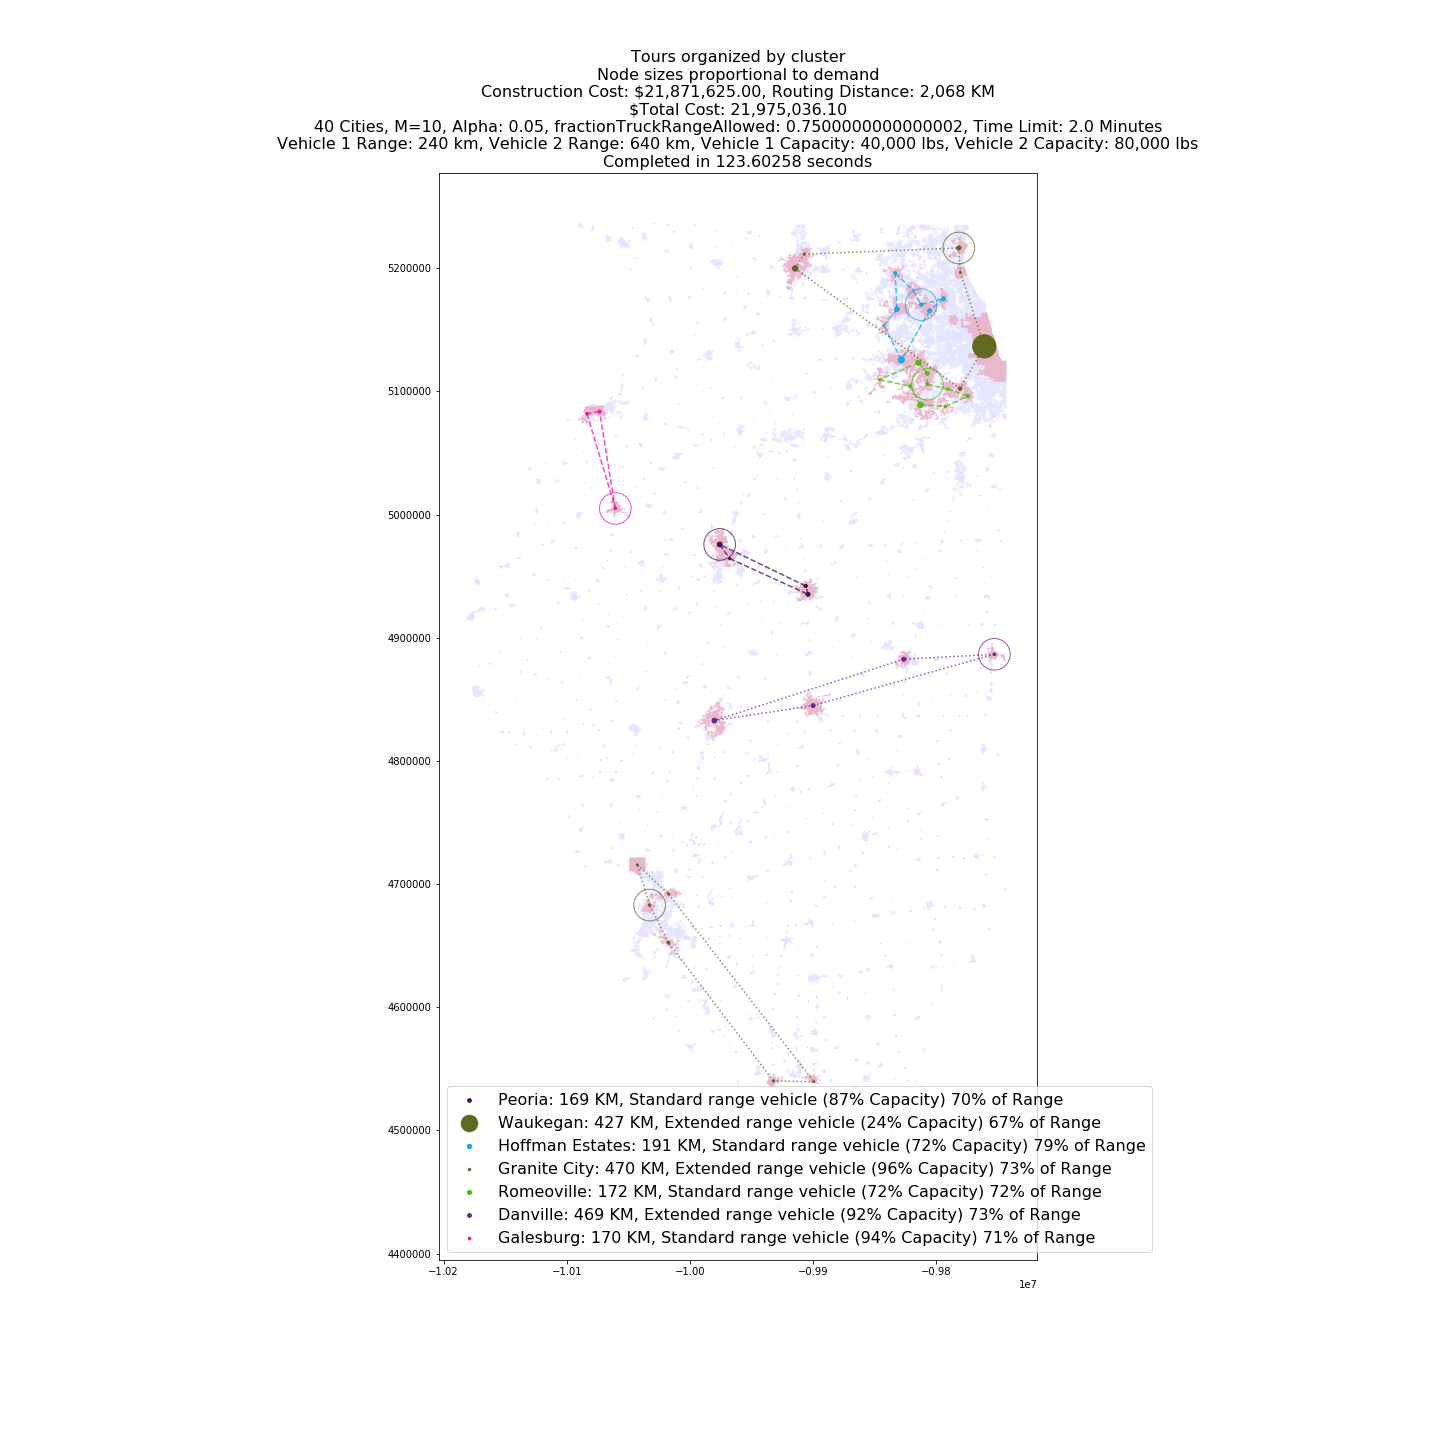 Tours organized by cluster
Node sizes proportional to demand
Construction Cost: $21,871,625.00, Routing Distance: 2,068 KM
$Total Cost: 21,975,036.10
40 Cities, M=10, Alpha: 0.05, fractionTruckRangeAllowed: 0.7500000000000002, Time Limit: 2.0 Minutes
Vehicle 1 Range: 240 km, Vehicle 2 Range: 640 km, Vehicle 1 Capacity: 40,000 lbs, Vehicle 2 Capacity: 80,000 lbs
Completed in 123.60258 seconds
5200000
5100000
5000000
4900000
4800000
4700000
4600000
4500000
4400000
Peoria: 169 KM, Standard range vehicle (87% Capacity) 70% of Range
Waukegan: 427 KM, Extended range vehicle (24% Capacity) 67% of Range
Hoffman Estates: 191 KM, Standard range vehicle (72% Capacity) 79% of Range
Granite City: 470 KM, Extended range vehicle (96% Capacity) 73% of Range
Romeoville: 172 KM, Standard range vehicle (72% Capacity) 72% of Range
Danville: 469 KM, Extended range vehicle (92% Capacity) 73% of Range
Galesburg: 170 KM, Standard range vehicle (94% Capacity) 71% of Range
−1.02 −1.01 −1.00 −0.99 −0.98
1e7